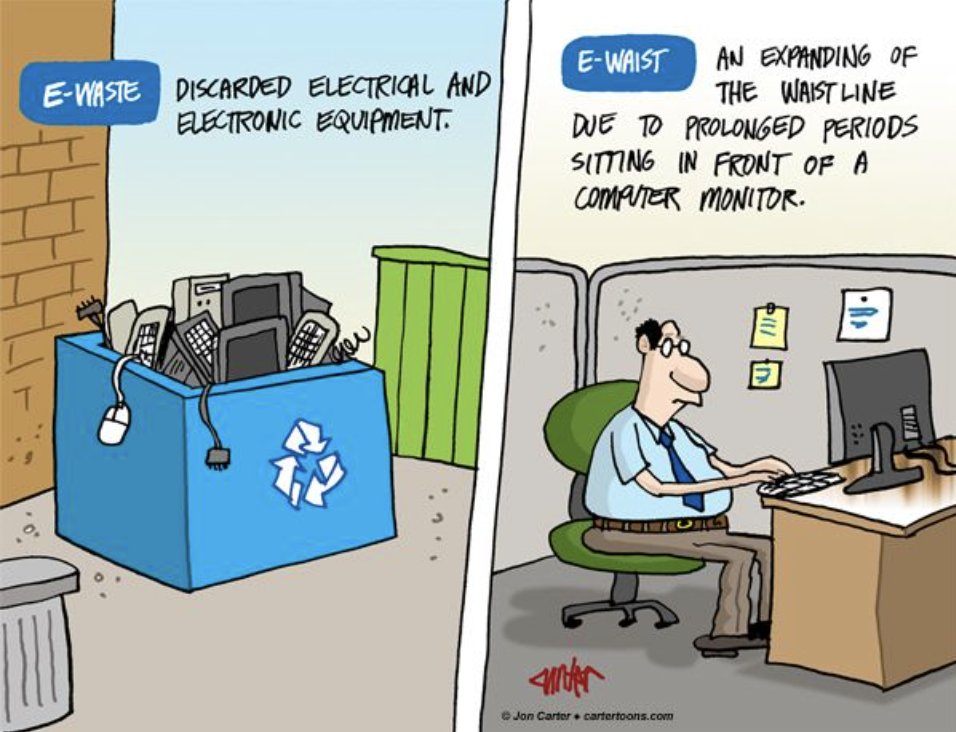 E-WASTE
DISCARDED ELECTRICAL AND
ELECTRONIC EQUIPMENT.
E-WAIST
AN EXPANDING OF
THE WAISTLINE
DUE TO PROLONGED PERIODS
SITTING IN FRONT OF A
COMPUTER MONITOR.
© Jon Carter • cartertoons.com